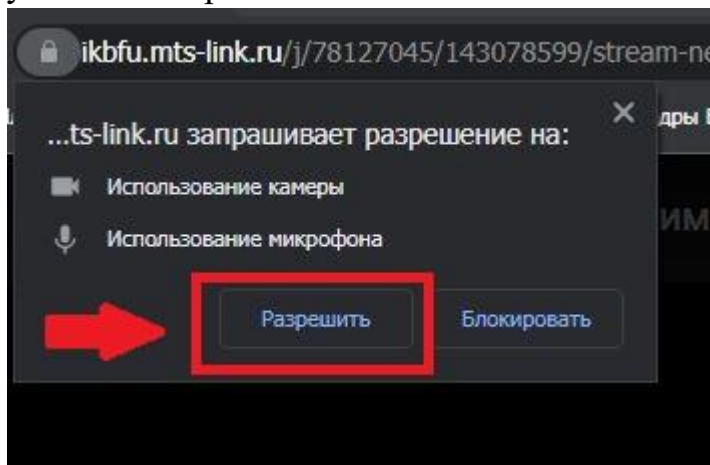 ikbfu.mts-link.ru/j/78127045/143078599/stream-ne
...ts-link.ru запрашивает разрешение на:
Использование камеры
Использование микрофона
Разрешить
Блокировать